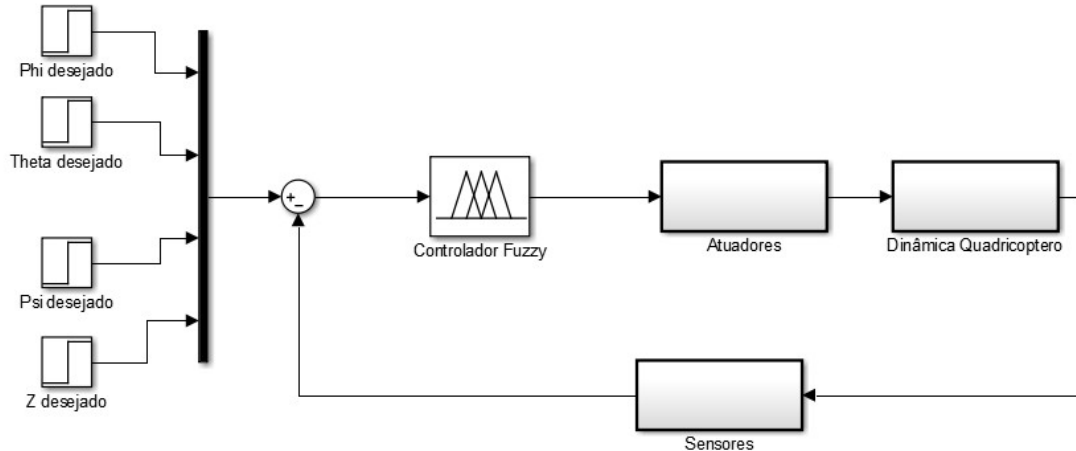 Phi desejado
Theta desejado
Psi desejado
Z desejado
+
−
Controlador Fuzzy
Atuadores
Dinâmica Quadricoptero
Sensores